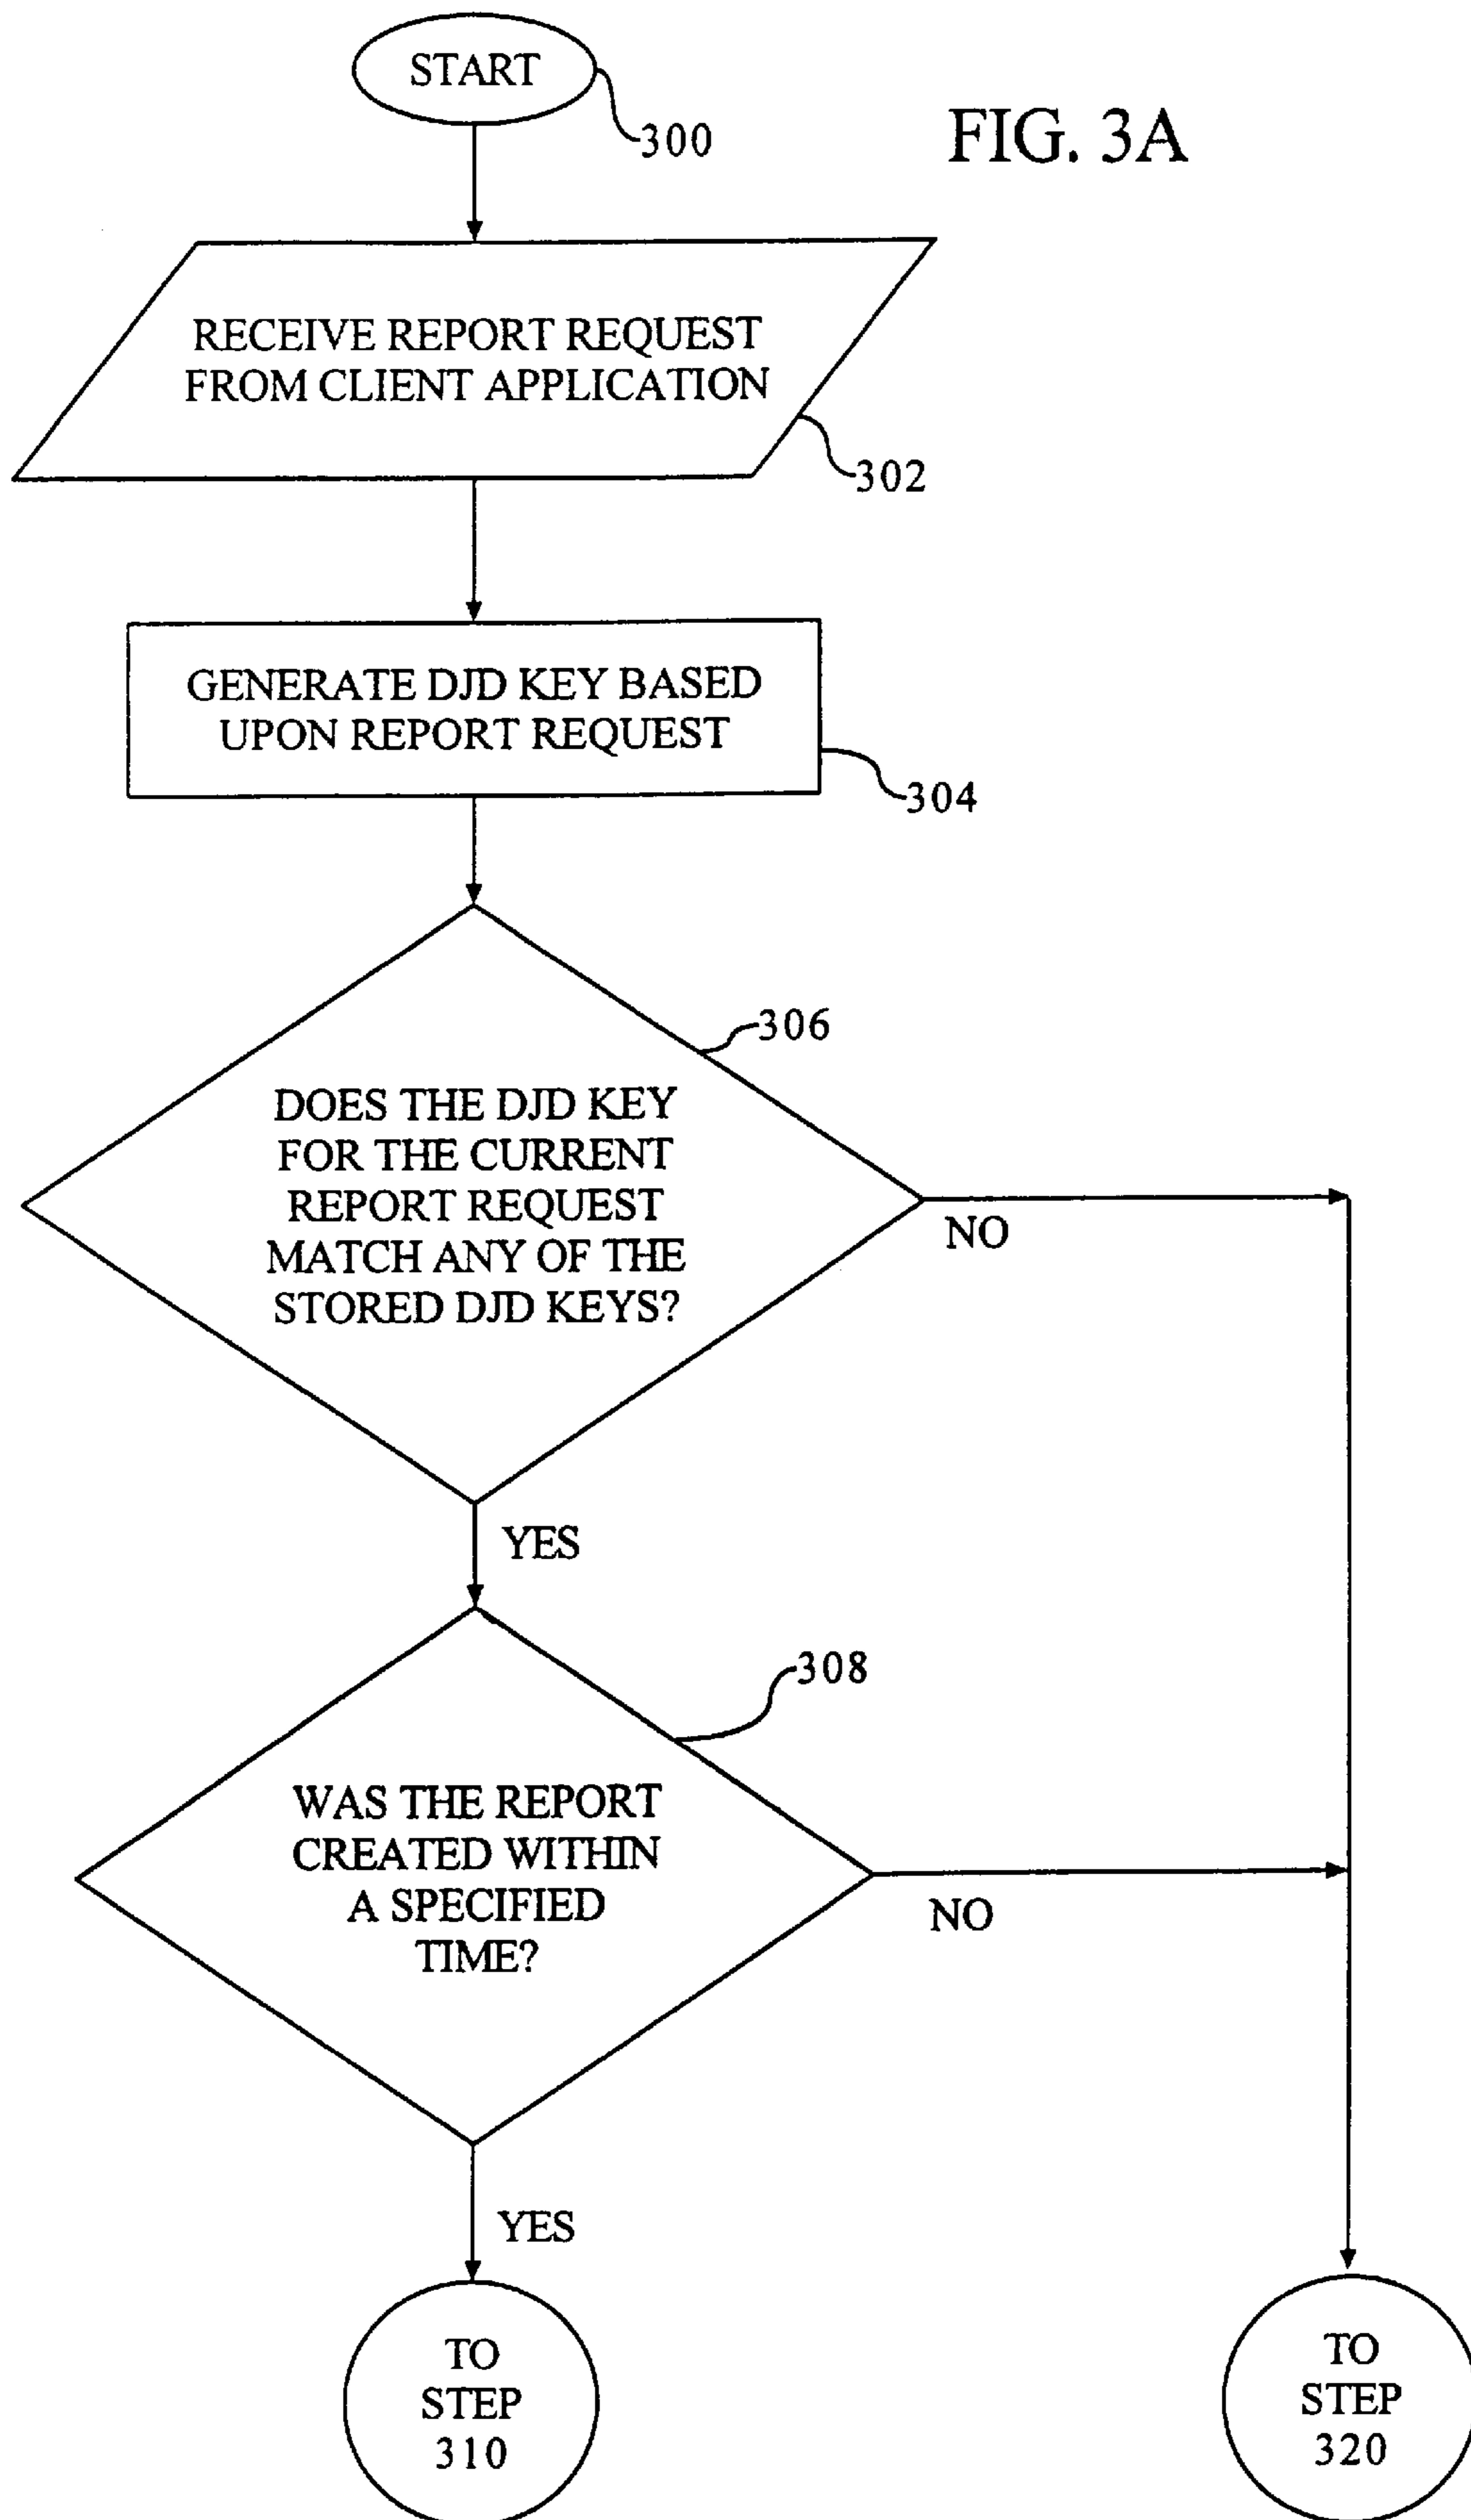 START
300
FIG. 3A
RECEIVE REPORT REQUEST
FROM CLIENT APPLICATION
302
GENERATE DJD KEY BASED
UPON REPORT REQUEST
304
306
DOES THE DJD KEY
FOR THE CURRENT
REPORT REQUEST
MATCH ANY OF THE
STORED DJD KEYS?
NO
YES
308
WAS THE REPORT
CREATED WITHIN
A SPECIFIED
TIME?
NO
YES
TO
STEP
310
TO
STEP
320